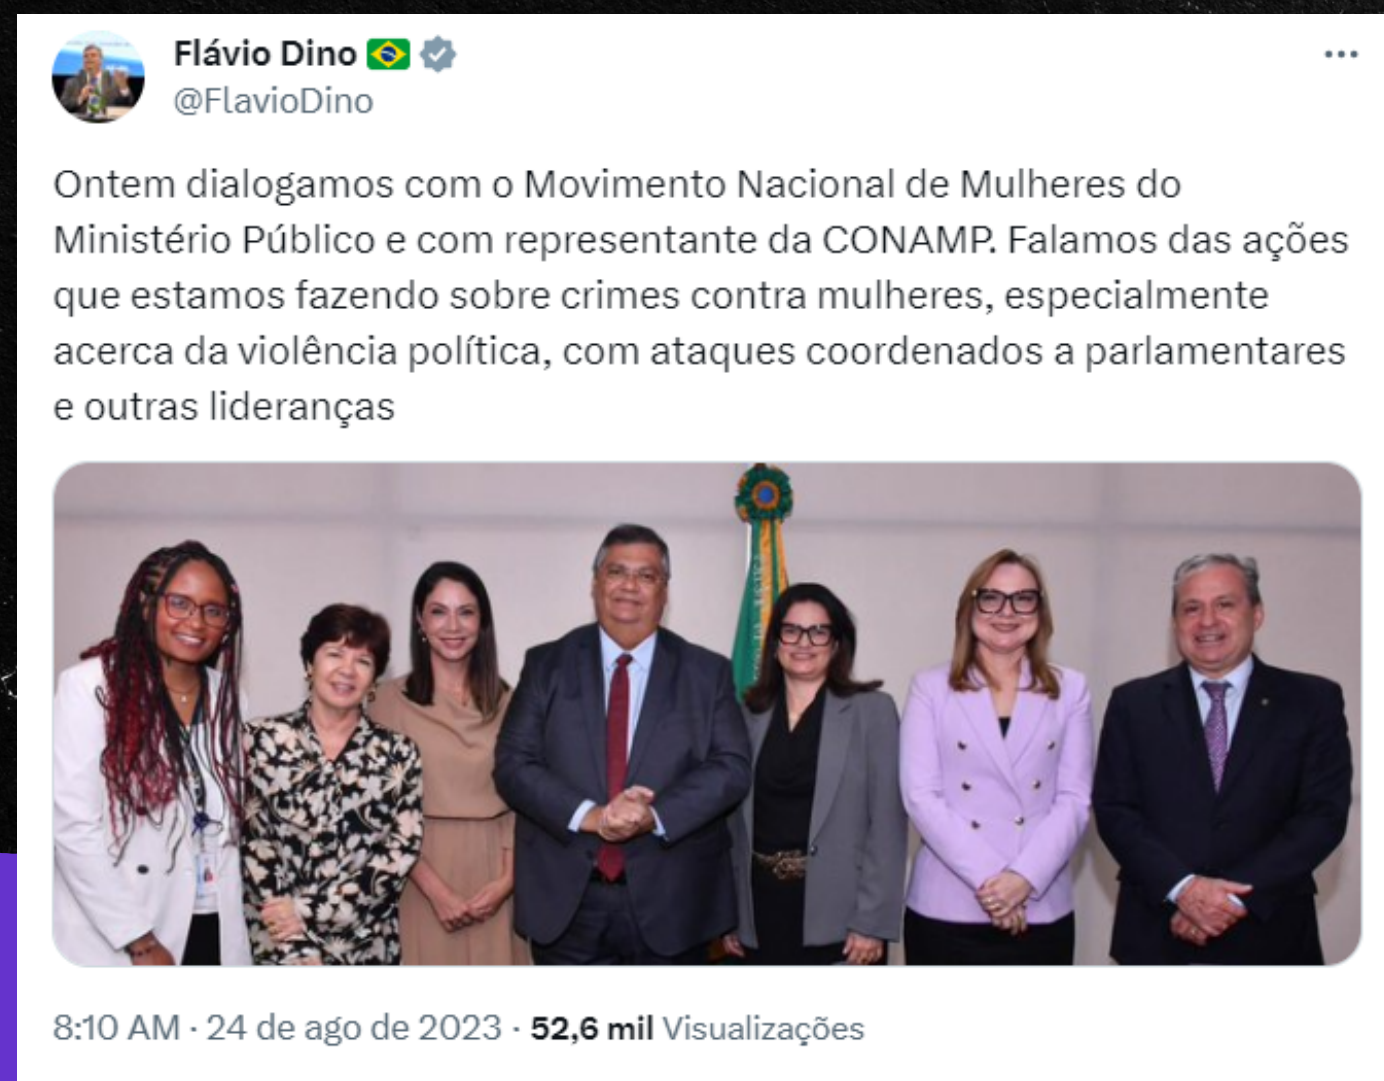 Flávio Dino
@FlavioDino
Ontem dialogamos com o Movimento Nacional de Mulheres do
Ministério Público e com representante da CONAMP. Falamos das ações
que estamos fazendo sobre crimes contra mulheres, especialmente
acerca da violência política, com ataques coordenados a parlamentares
e outras lideranças
8:10 AM · 24 de ago de 2023 · 52,6 mil Visualizações